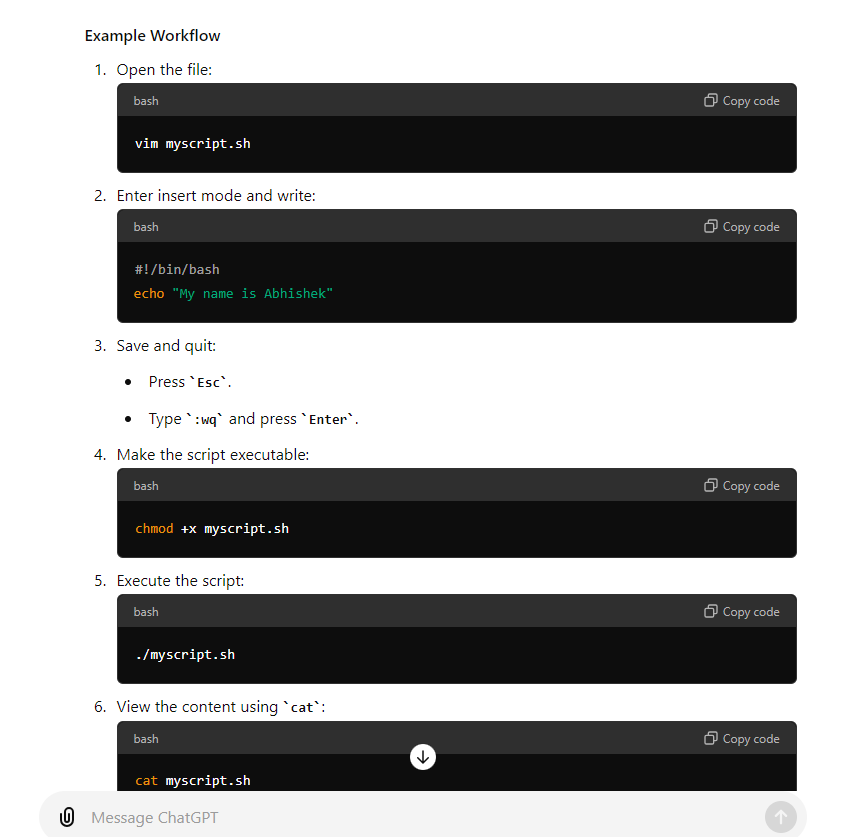 Example Workflow
1. Open the file:
bash Copy code
vim myscript.sh
2. Enter insert mode and write:
bash Copy code
#!/bin/bash
echo "My name is Abhishek"
3. Save and quit:
• Press `Esc`.
• Type `:wq` and press `Enter`.
4. Make the script executable:
bash Copy code
chmod +x myscript.sh
5. Execute the script:
bash Copy code
./myscript.sh
6. View the content using `cat`:
bash Copy code
cat myscript.sh
Message ChatGPT